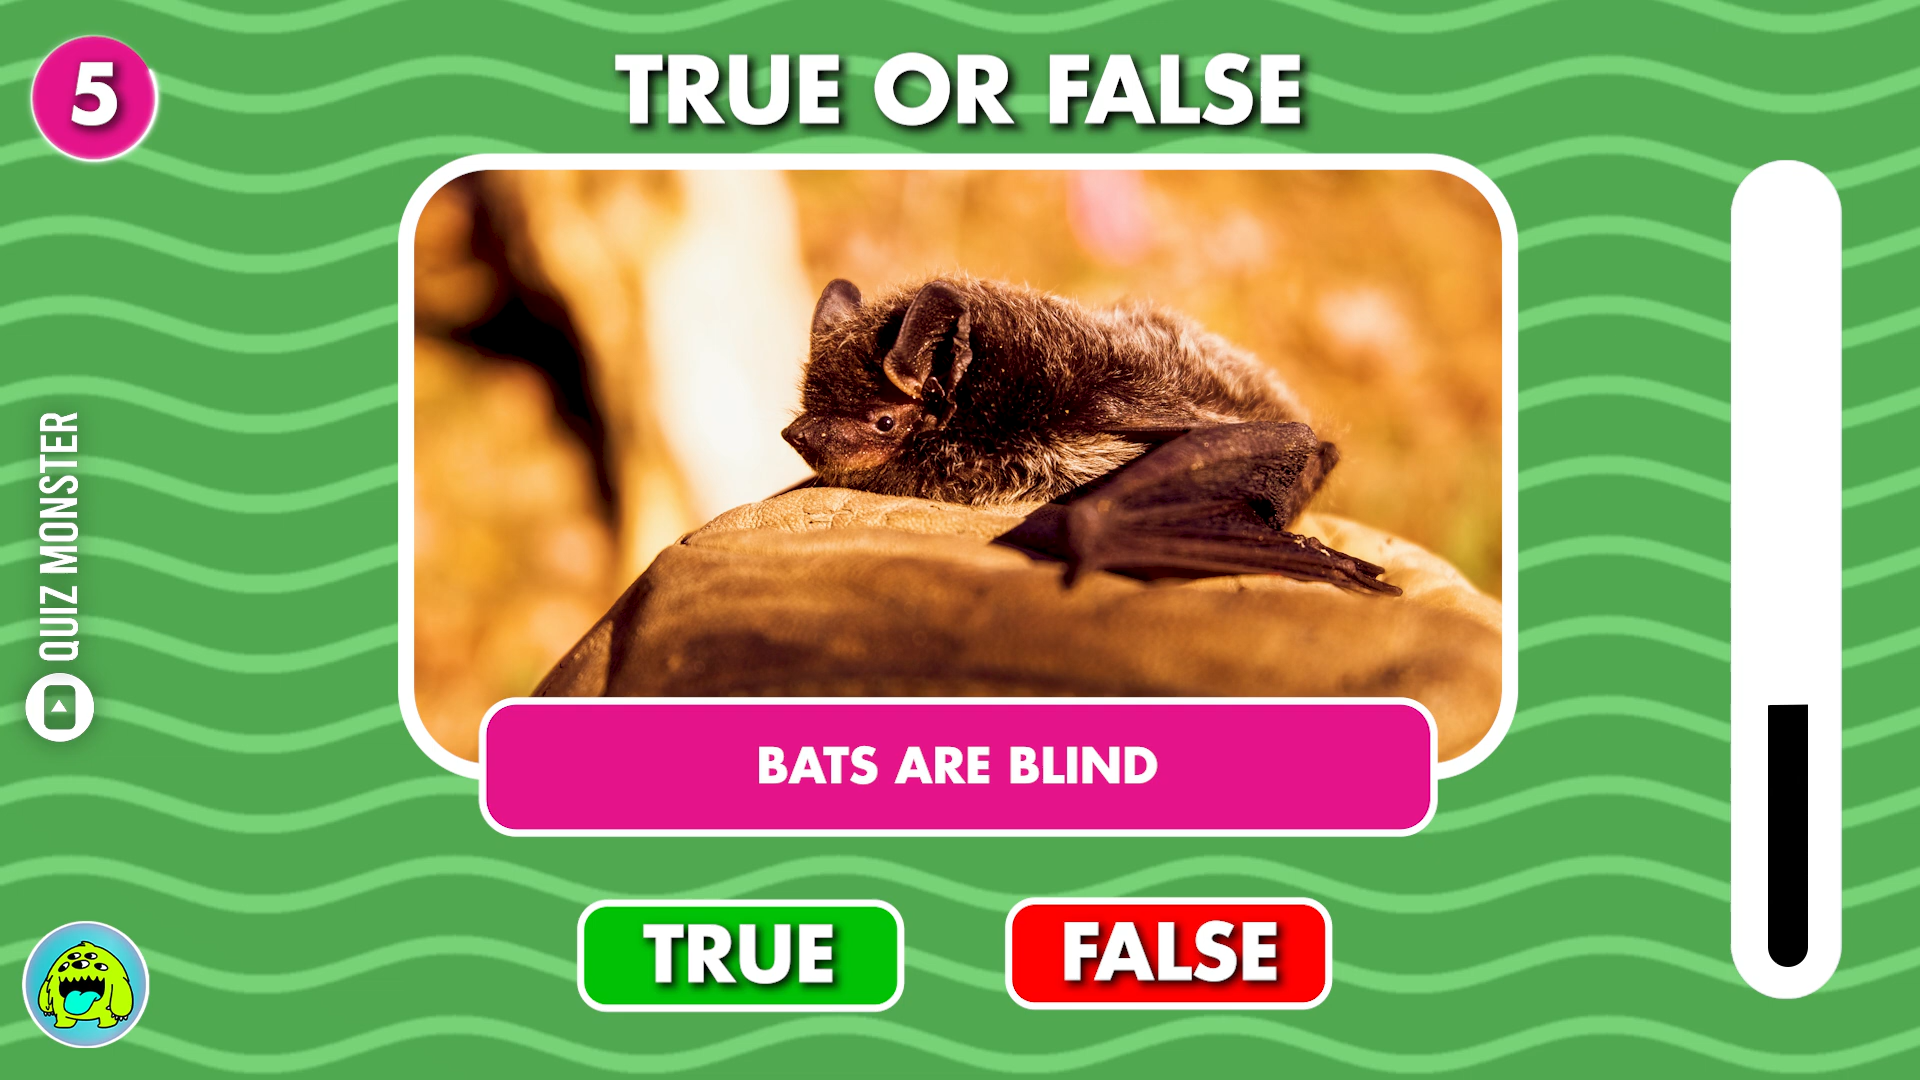 5
TRUE OR FALSE
QUIZ MONSTER
BATS ARE BLIND
TRUE
FALSE